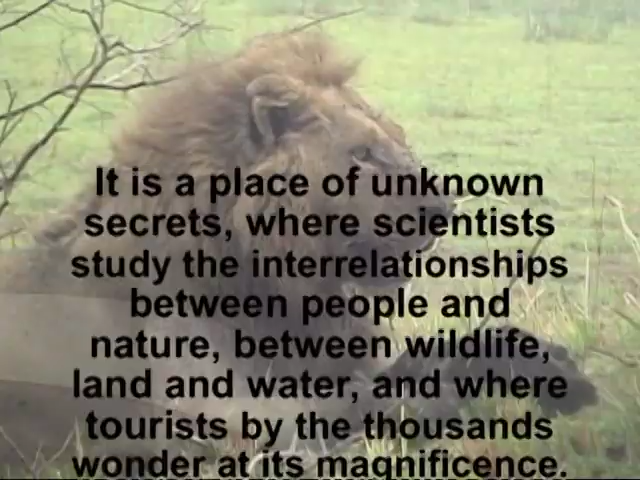 It is a place of unknown
secrets, where scientists
study the interrelationships
between people and
nature, between wildlife,
land and water, and where
tourists by the thousands
wonder at its magnificence.